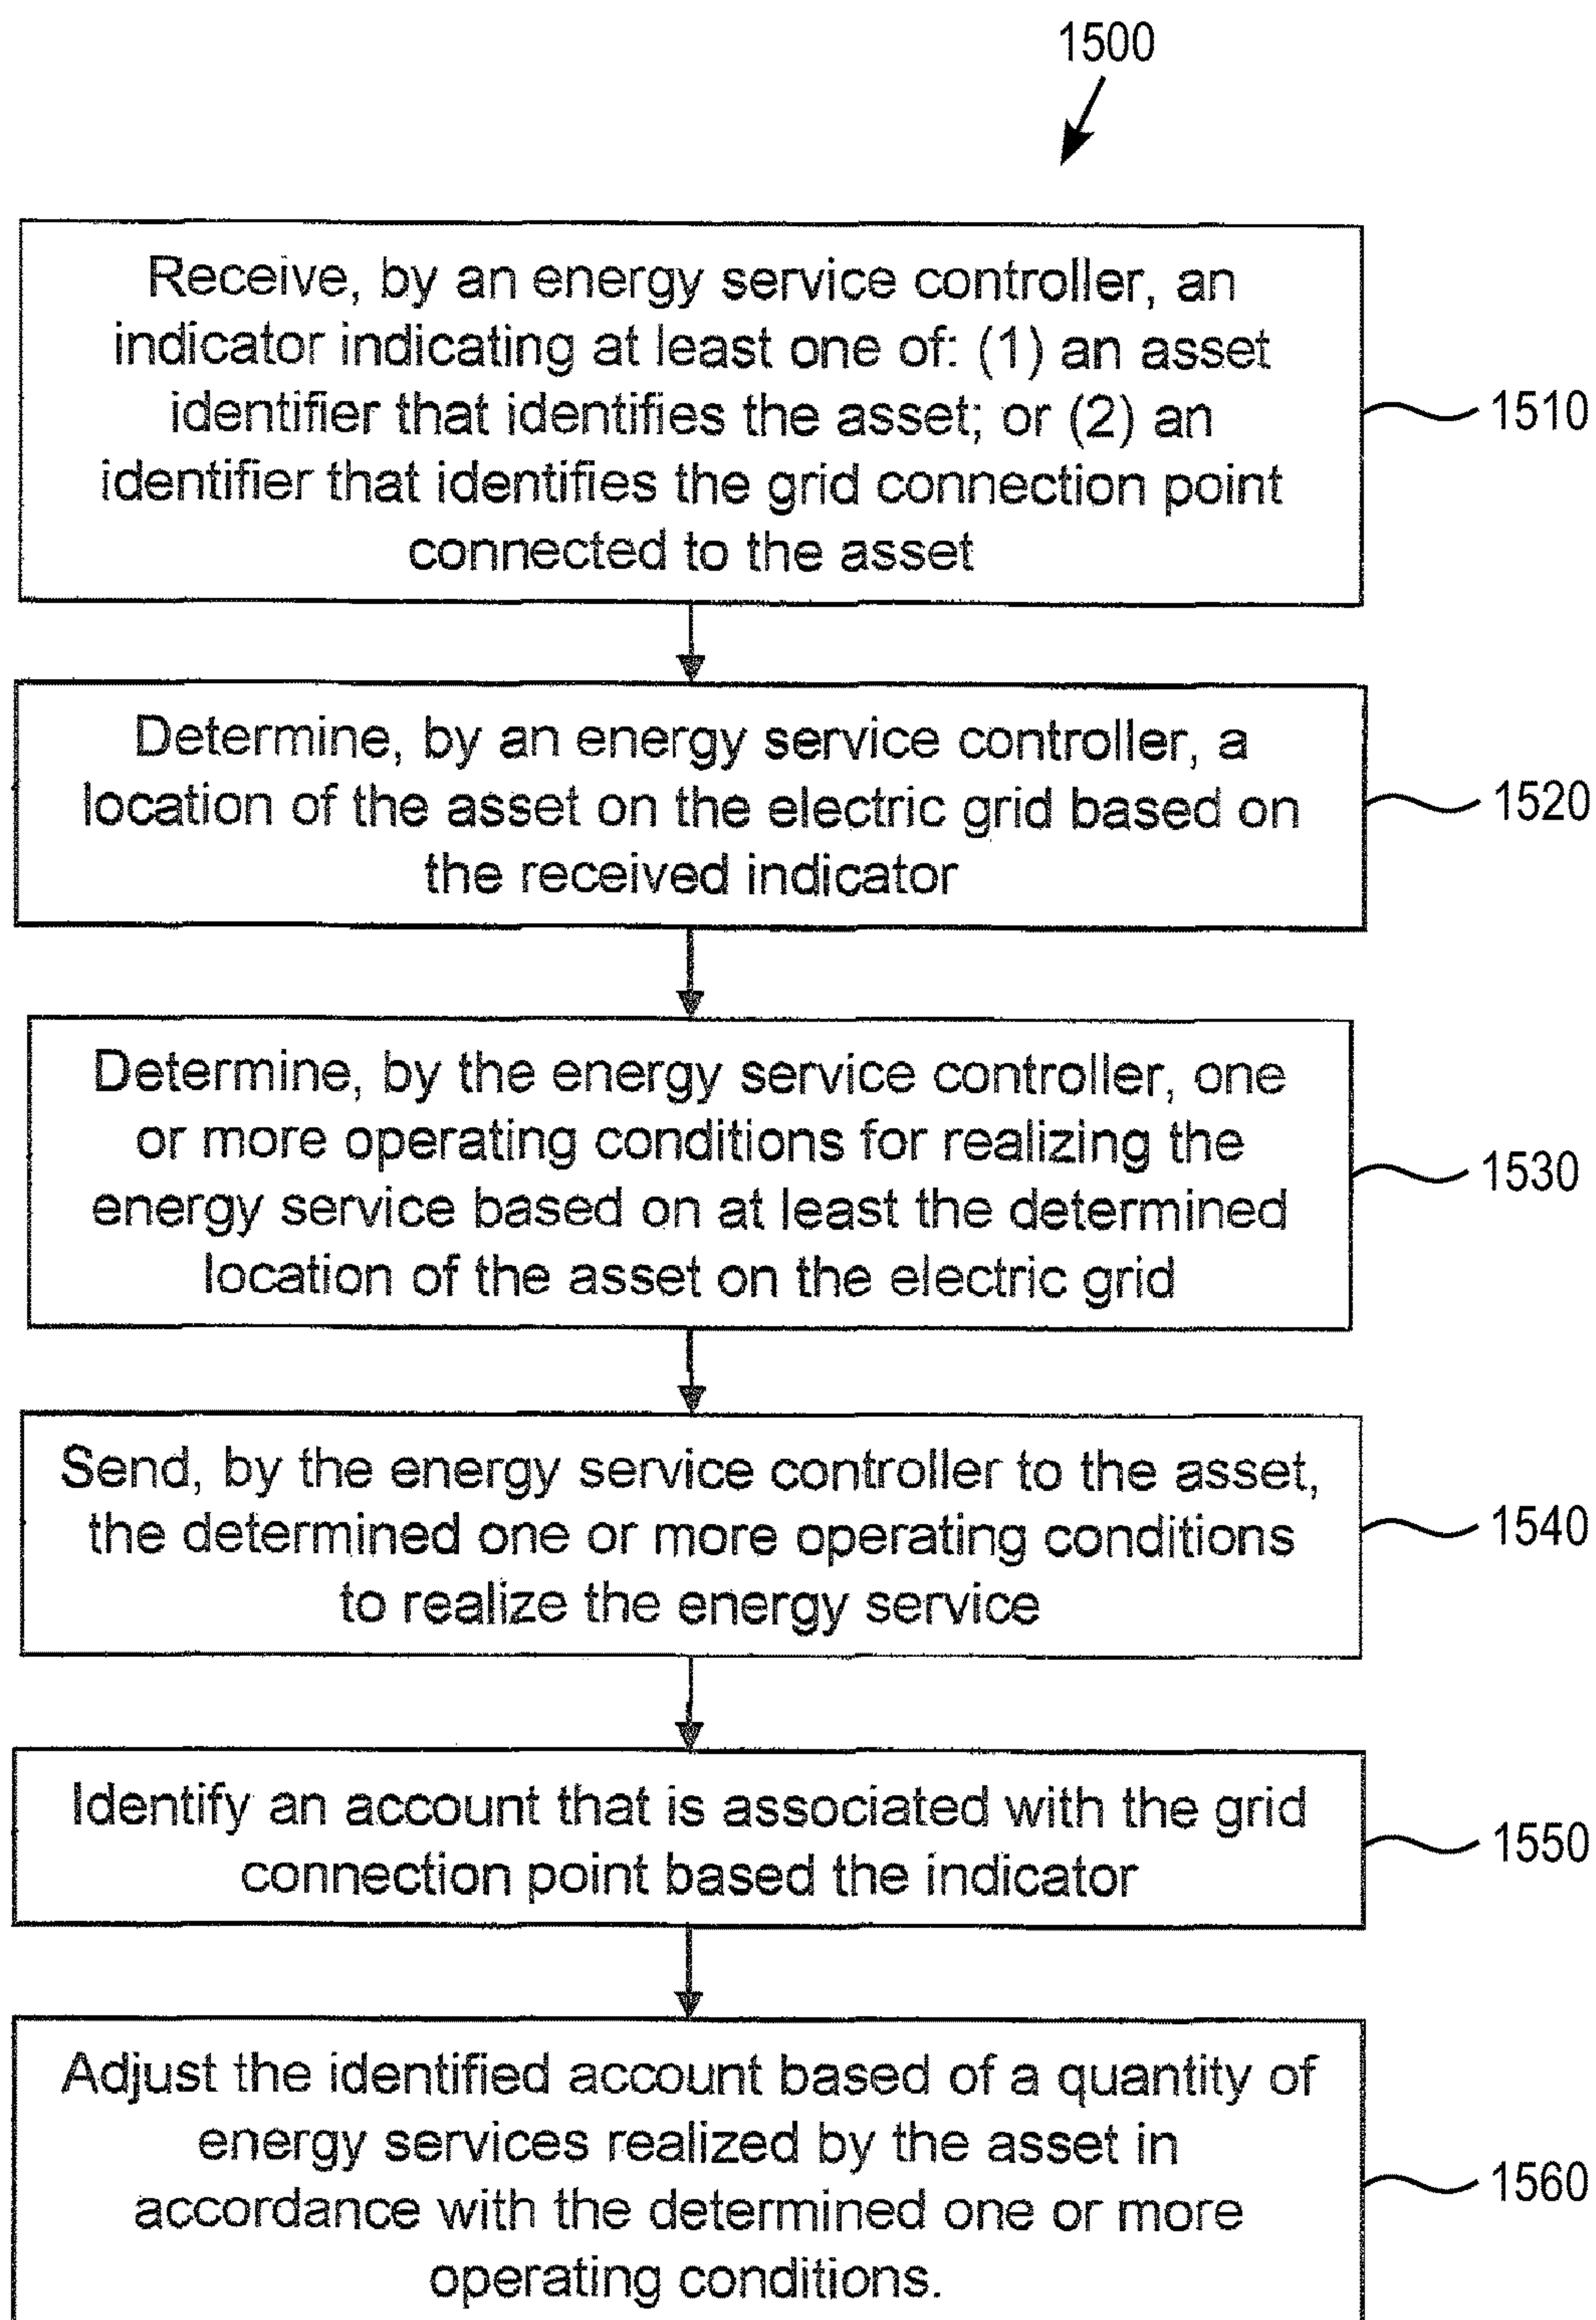 1500
Receive, by an energy service controller, an
indicator indicating at least one of: (1) an asset
identifier that identifies the asset; or (2) an
identifier that identifies the grid connection point
connected to the asset
1510
Determine, by an energy service controller, a
location of the asset on the electric grid based on
the received indicator
1520
Determine, by the energy service controller, one
or more operating conditions for realizing the
energy service based on at least the determined
location of the asset on the electric grid
1530
Send, by the energy service controller to the asset,
the determined one or more operating conditions
to realize the energy service
1540
Identify an account that is associated with the grid
connection point based the indicator
1550
Adjust the identified account based of a quantity of
energy services realized by the asset in
accordance with the determined one or more
operating conditions.
1560